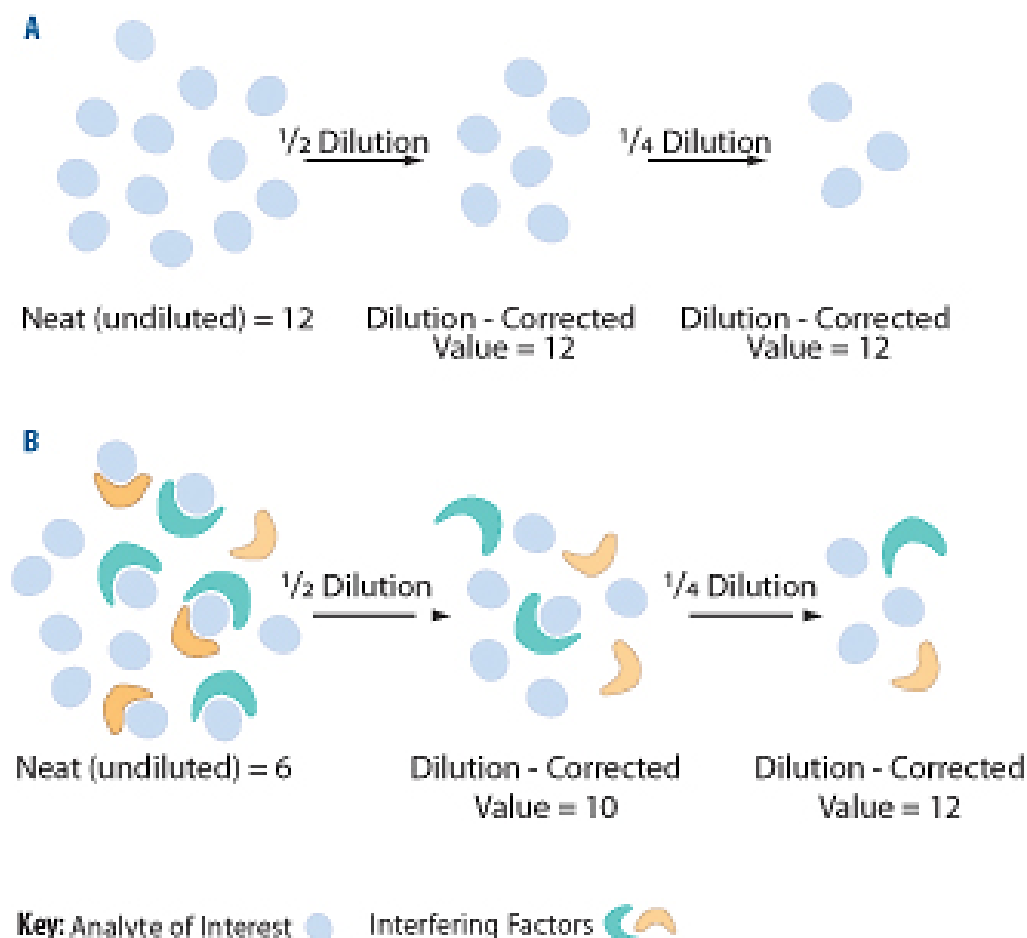 A
½ Dilution
¼ Dilution
Neat (undiluted) = 12
Dilution - Corrected
Value = 12
Dilution - Corrected
Value = 12
B
½ Dilution
¼ Dilution
Neat (undiluted) = 6
Dilution - Corrected
Value = 10
Dilution - Corrected
Value = 12
Key: Analyte of Interest
Interfering Factors